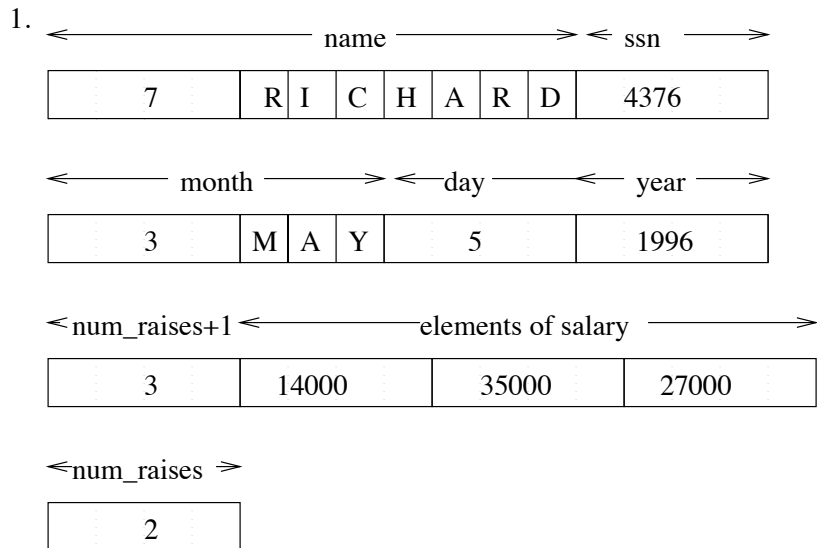 1.
name ssn
7 R I C H A R D 4376
month day year
3 M A Y 5 1996
num_raises+1 elements of salary
3 14000 35000 27000
num_raises
2